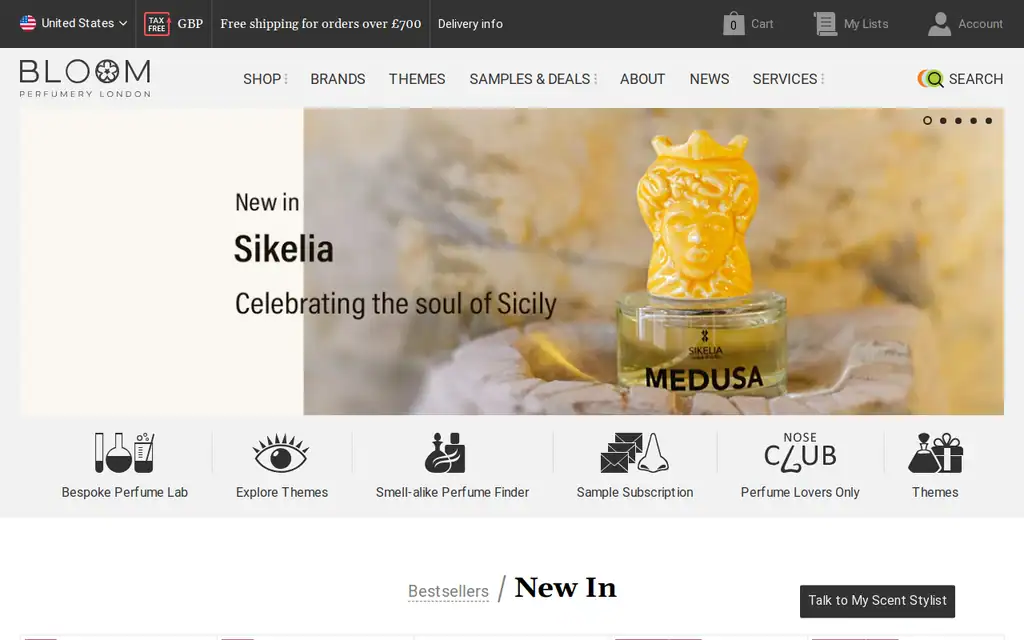 United States
TAX FREE
GBP
Free shipping for orders over £700
Delivery info
0
Cart
My Lists
Account
BLOOM
PERFUMERY LONDON
SHOP
BRANDS
THEMES
SAMPLES & DEALS
ABOUT
NEWS
SERVICES
SEARCH
New in
Sikelia
Celebrating the soul of Sicily
SIKELIA
MEDUSA
NOSE
CLUB
Bespoke Perfume Lab
Explore Themes
Smell-alike Perfume Finder
Sample Subscription
Perfume Lovers Only
Themes
Bestsellers / New In
Talk to My Scent Stylist